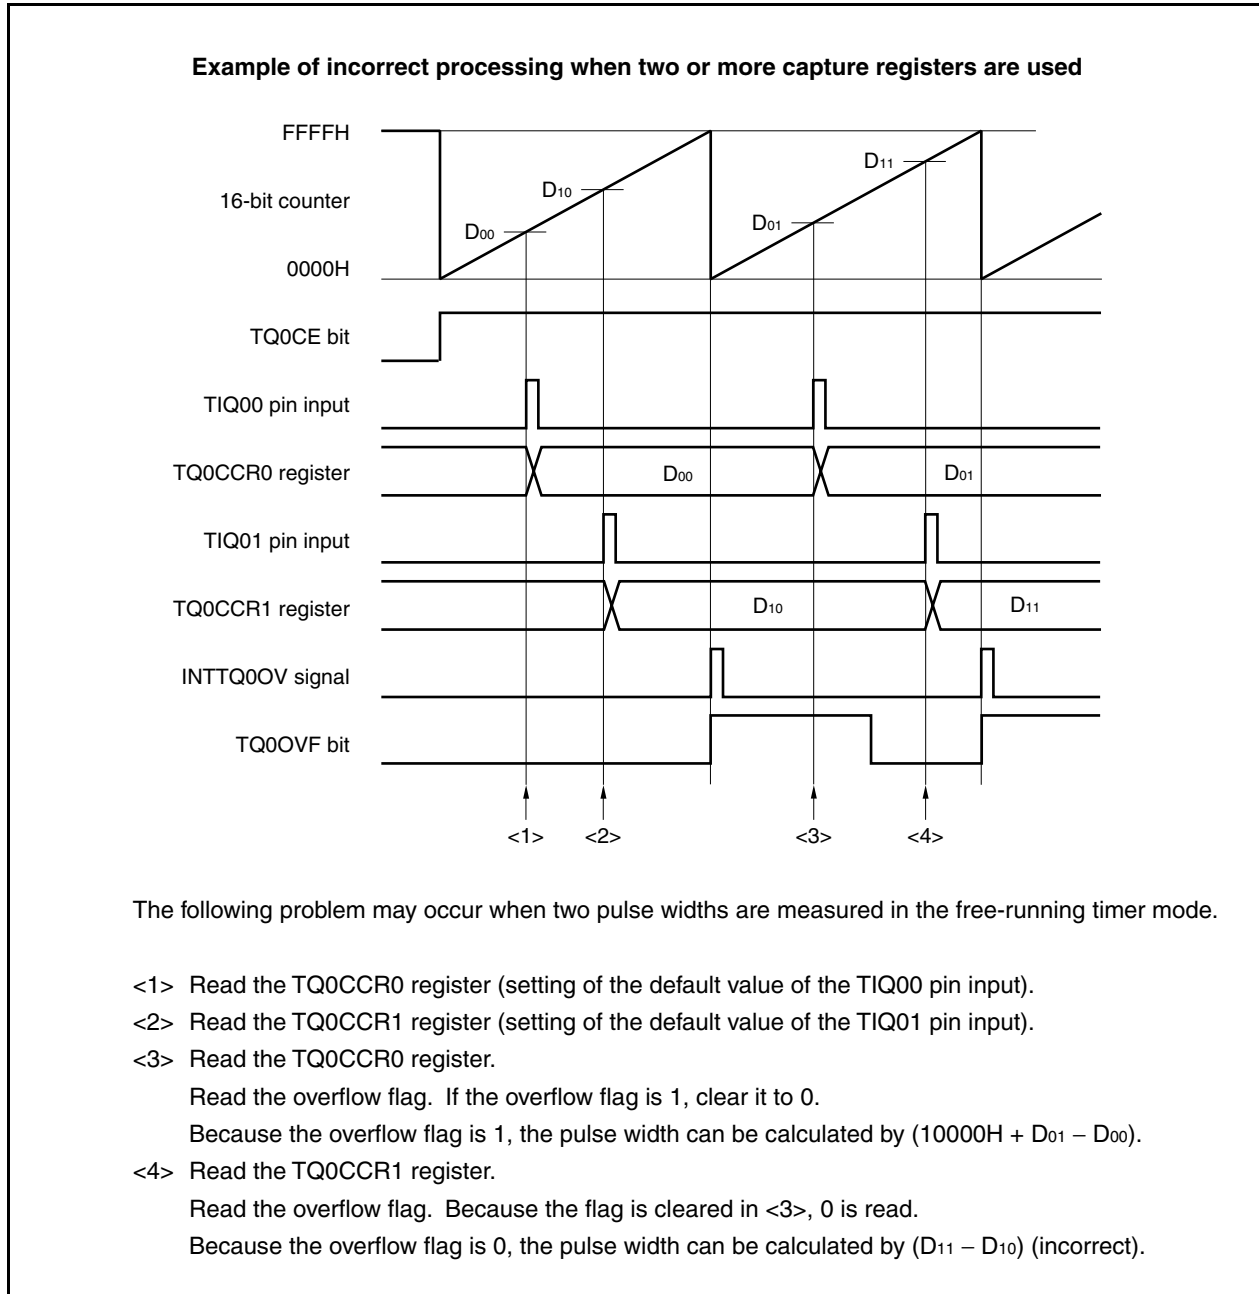 Example of incorrect processing when two or more capture registers are used
FFFFH
D11
D10
16-bit counter
D01
D00
0000H
TQ0CE bit
TIQ00 pin input
TQ0CCR0 register
D00
D01
TIQ01 pin input
TQ0CCR1 register
D10
D11
INTTQ0OV signal
TQ0OVF bit
<1> <2> <3> <4>
The following problem may occur when two pulse widths are measured in the free-running timer mode.
<1> Read the TQ0CCR0 register (setting of the default value of the TIQ00 pin input).
<2> Read the TQ0CCR1 register (setting of the default value of the TIQ01 pin input).
<3> Read the TQ0CCR0 register.
Read the overflow flag. If the overflow flag is 1, clear it to 0.
Because the overflow flag is 1, the pulse width can be calculated by (10000H + D01 − D00).
<4> Read the TQ0CCR1 register.
Read the overflow flag. Because the flag is cleared in <3>, 0 is read.
Because the overflow flag is 0, the pulse width can be calculated by (D11 − D10) (incorrect).